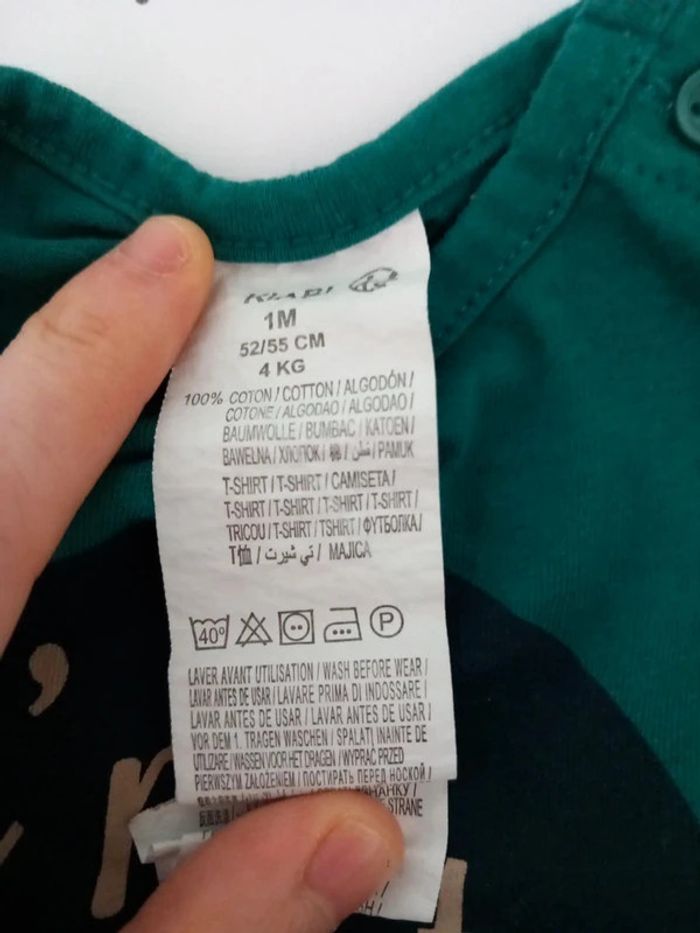 KIABI
1M
52/55 CM
4 KG
100% COTON / COTTON / ALGODÓN /
COTONE / ALGODAO / ALGODAO /
BAUMWOLLE / BUMBAC / KATOEN /
BAWELNA / ХЛОПОК / 棉 / قطن / PAMUK
T-SHIRT / T-SHIRT / CAMISETA /
T-SHIRT / T-SHIRT / T-SHIRT / T-SHIRT /
TRICOU / T-SHIRT / TSHIRT / ФУТБОЛКА /
T恤 / تي شيرت / MAJICA
40° P
LAVER AVANT UTILISATION / WASH BEFORE WEAR /
LAVAR ANTES DE USAR / LAVARE PRIMA DI INDOSSARE /
LAVAR ANTES DE USAR / LAVAR ANTES DE USAR /
VOR DEM 1. TRAGEN WASCHEN / SPALATI INAINTE DE
UTILIZARE / WASSEN VOOR HET DRAGEN / WYPRAC PRZED
PIERWSZYM ZALOZENIEM / ПОСТИРАТЬ ПЕРЕД НОСКОЙ /
STRANE